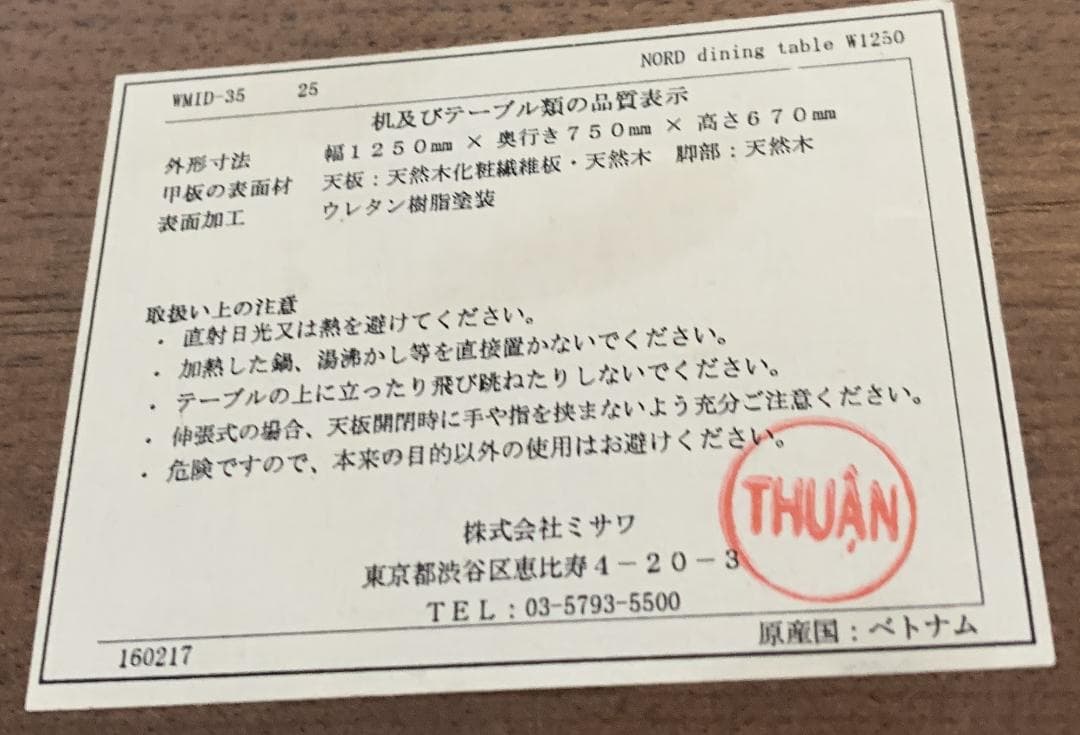 WMID-35 25 NORD dining table W1250
机及びテーブル類の品質表示
外形寸法 幅1250㎜ × 奥行き750㎜ × 高さ670㎜
甲板の表面材 天板:天然木化粧繊維板・天然木 脚部:天然木
表面加工 ウレタン樹脂塗装
取扱い上の注意
・直射日光又は熱を避けてください。
・加熱した鍋、湯沸かし等を直接置かないでください。
・テーブルの上に立ったり飛び跳ねたりしないでください。
・伸張式の場合、天板開閉時に手や指を挟まないよう充分ご注意ください。
・危険ですので、本来の目的以外の使用はお避けください。
THUẬN
株式会社ミサワ
東京都渋谷区恵比寿4-20-3
TEL:03-5793-5500
160217 原産国:ベトナム